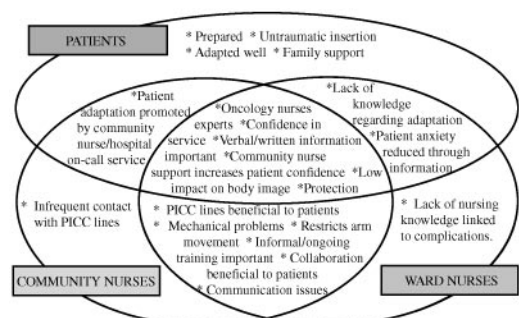 PATIENTS
* Prepared * Untraumatic insertion
* Adapted well * Family support
*Patient
adaptation promoted
by community
nurse/hospital
on-call service
*Oncology nurses
experts *Confidence in
service *Verbal/written information
important *Community nurse
support increases patient confidence *Low
impact on body image *Protection
*Lack of
knowledge
regarding adaptation
*Patient anxiety
reduced through
information
* Infrequent contact
with PICC lines
* PICC lines beneficial to patients
* Mechanical problems * Restricts arm
movement * Informal/ongoing
training important * Collaboration
beneficial to patients
* Communication issues
* Lack of nursing
knowledge linked
to complications.
COMMUNITY NURSES
WARD NURSES